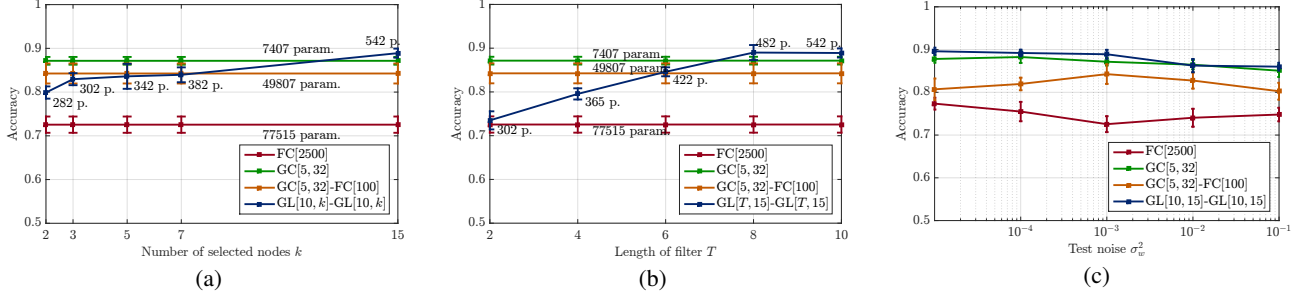 Accuracy
1
0.9
0.8
0.7
0.6
0.5
7407 param.
542 p.
49807 param.
282 p.
302 p.
342 p.
382 p.
77515 param.
FC[2500]
GC[5, 32]
GC[5, 32]-FC[100]
GL[10, k]-GL[10, k]
2 3 5 7 15
Number of selected nodes k
(a)
Accuracy
1
0.9
0.8
0.7
0.6
0.5
7407 param.
482 p.
542 p.
49807 param.
422 p.
365 p.
302 p.
77515 param.
FC[2500]
GC[5, 32]
GC[5, 32]-FC[100]
GL[T, 15]-GL[T, 15]
2 4 6 8 10
Length of filter T
(b)
Accuracy
1
0.9
0.8
0.7
0.6
0.5
FC[2500]
GC[5, 32]
GC[5, 32]-FC[100]
GL[10, 15]-GL[10, 15]
10⁻⁴ 10⁻³ 10⁻² 10⁻¹
Test noise σ²_w
(c)